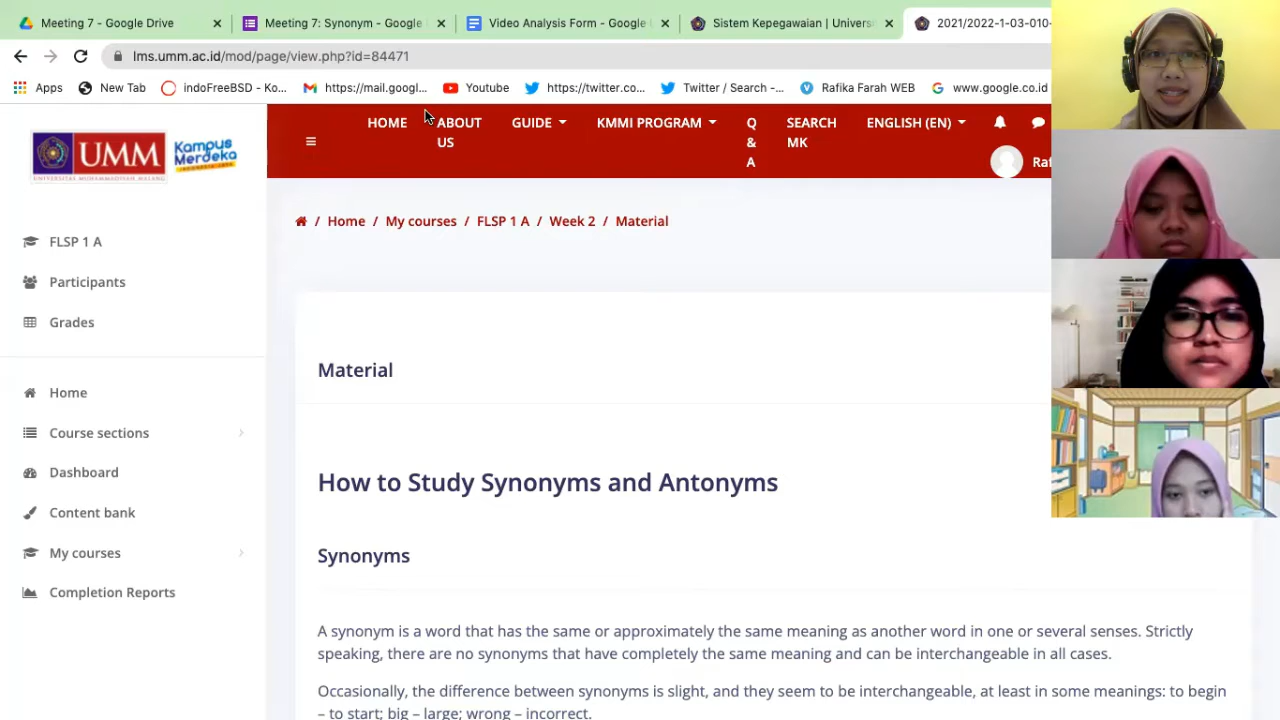 Meeting 7 - Google Drive
Meeting 7: Synonym - Google
Video Analysis Form - Google
Sistem Kepegawaian | Univers
2021/2022-1-03-010-
lms.umm.ac.id/mod/page/view.php?id=84471
Apps
New Tab
indoFreeBSD - Ko...
https://mail.googl...
Youtube
https://twitter.co...
Twitter / Search -...
Rafika Farah WEB
www.google.co.id
UMM
UNIVERSITAS MUHAMMADIYAH MALANG
Kampus
Merdeka
INDONESIA JAYA
HOME
ABOUT US
GUIDE
KMMI PROGRAM
Q & A
SEARCH MK
ENGLISH (EN)
Raf
Home / My courses / FLSP 1 A / Week 2 / Material
FLSP 1 A
Participants
Grades
Home
Course sections
Dashboard
Content bank
My courses
Completion Reports
Material
How to Study Synonyms and Antonyms
Synonyms
A synonym is a word that has the same or approximately the same meaning as another word in one or several senses. Strictly
speaking, there are no synonyms that have completely the same meaning and can be interchangeable in all cases.
Occasionally, the difference between synonyms is slight, and they seem to be interchangeable, at least in some meanings: to begin
– to start; big – large; wrong – incorrect.